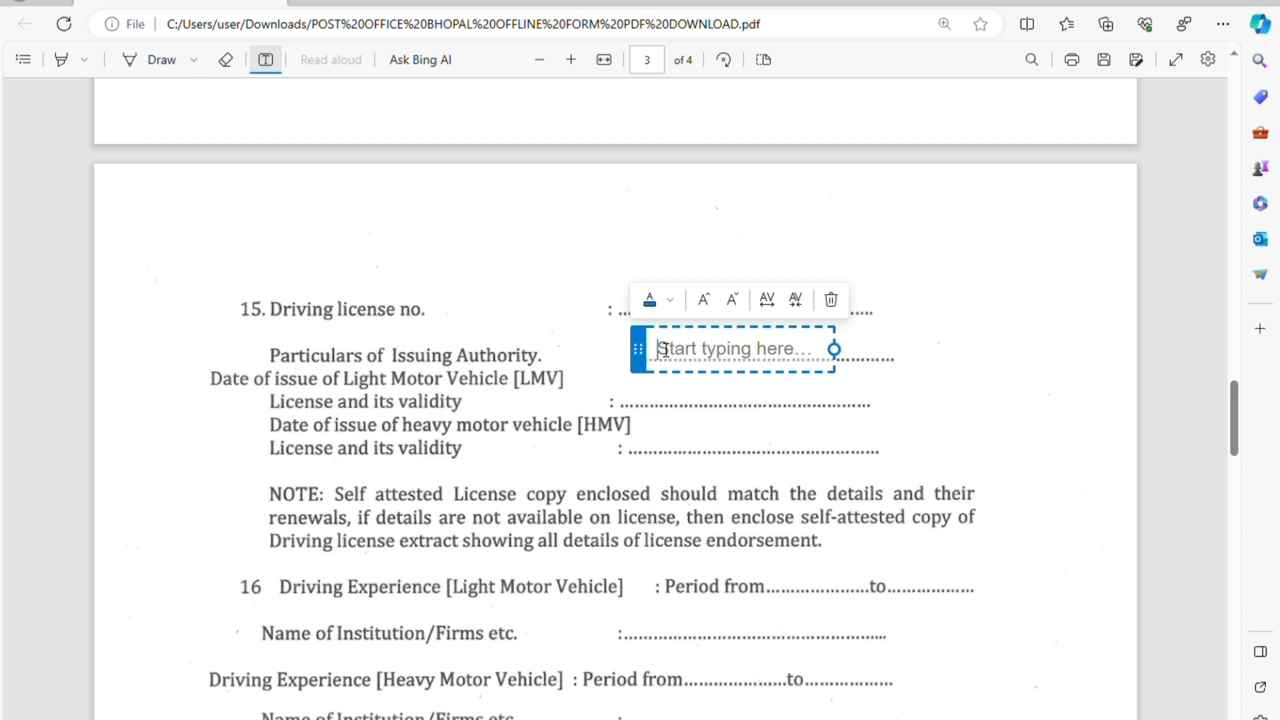 File C:/Users/user/Downloads/POST%20OFFICE%20BHOPAL%20OFFLINE%20FORM%20PDF%20DOWNLOAD.pdf
Draw Read aloud Ask Bing AI 3 of 4
15. Driving license no. : ........
Start typing here...
Particulars of Issuing Authority. ............
Date of issue of Light Motor Vehicle [LMV]
License and its validity : ................................................
Date of issue of heavy motor vehicle [HMV]
License and its validity : ................................................
NOTE: Self attested License copy enclosed should match the details and their
renewals, if details are not available on license, then enclose self-attested copy of
Driving license extract showing all details of license endorsement.
16 Driving Experience [Light Motor Vehicle] : Period from....................to.................
Name of Institution/Firms etc. :..................................................
Driving Experience [Heavy Motor Vehicle] : Period from....................to.................
Name of Institution/Firms etc. :